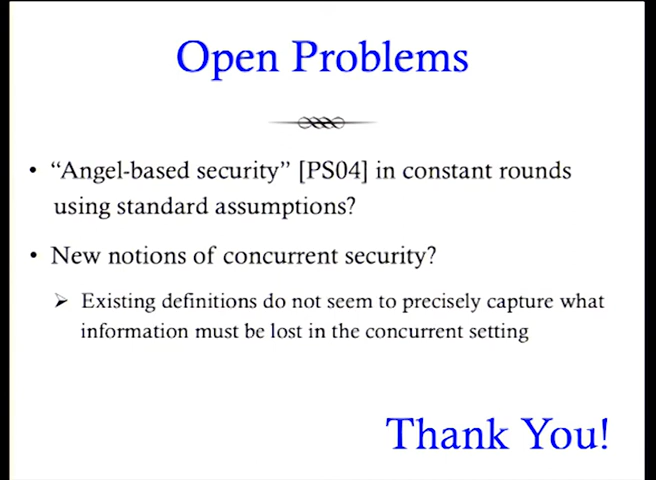 Open Problems
• “Angel-based security” [PS04] in constant rounds
using standard assumptions?
• New notions of concurrent security?
➢ Existing definitions do not seem to precisely capture what
information must be lost in the concurrent setting
Thank You!